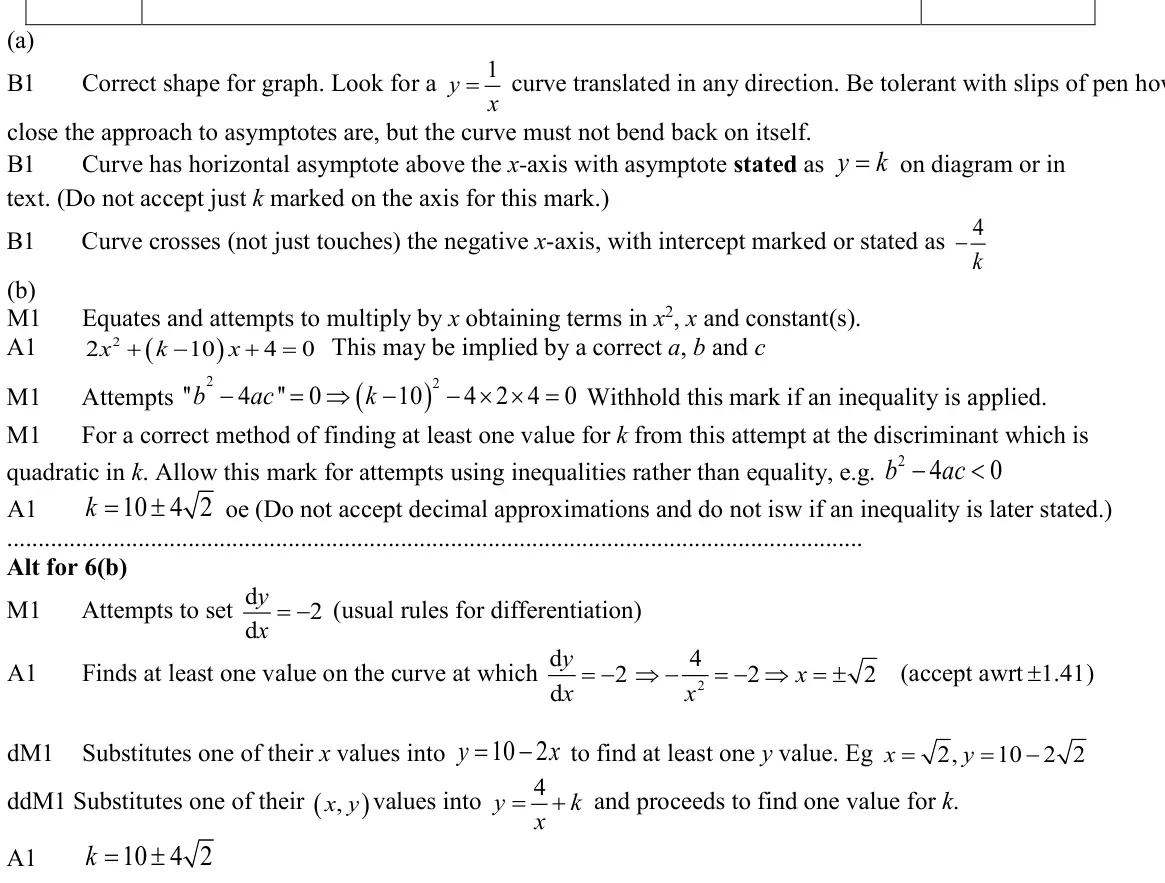 (a)
B1 Correct shape for graph. Look for a y = 1/x curve translated in any direction. Be tolerant with slips of pen
close the approach to asymptotes are, but the curve must not bend back on itself.
B1 Curve has horizontal asymptote above the x-axis with asymptote stated as y = k on diagram or in
text. (Do not accept just k marked on the axis for this mark.)
B1 Curve crosses (not just touches) the negative x-axis, with intercept marked or stated as −4/k
(b)
M1 Equates and attempts to multiply by x obtaining terms in x², x and constant(s).
A1 2x² + (k − 10)x + 4 = 0 This may be implied by a correct a, b and c
M1 Attempts "b² − 4ac" = 0 ⇒ (k − 10)² − 4 × 2 × 4 = 0 Withhold this mark if an inequality is applied.
M1 For a correct method of finding at least one value for k from this attempt at the discriminant which is
quadratic in k. Allow this mark for attempts using inequalities rather than equality, e.g. b² − 4ac < 0
A1 k = 10 ± 4√2 oe (Do not accept decimal approximations and do not isw if an inequality is later stated.)
................................................................................................................................
Alt for 6(b)
M1 Attempts to set dy/dx = −2 (usual rules for differentiation)
A1 Finds at least one value on the curve at which dy/dx = −2 ⇒ −4/x² = −2 ⇒ x = ±√2 (accept awrt ±1.41)
dM1 Substitutes one of their x values into y = 10 − 2x to find at least one y value. Eg x = √2, y = 10 − 2√2
ddM1 Substitutes one of their (x, y) values into y = 4/x + k and proceeds to find one value for k.
A1 k = 10 ± 4√2